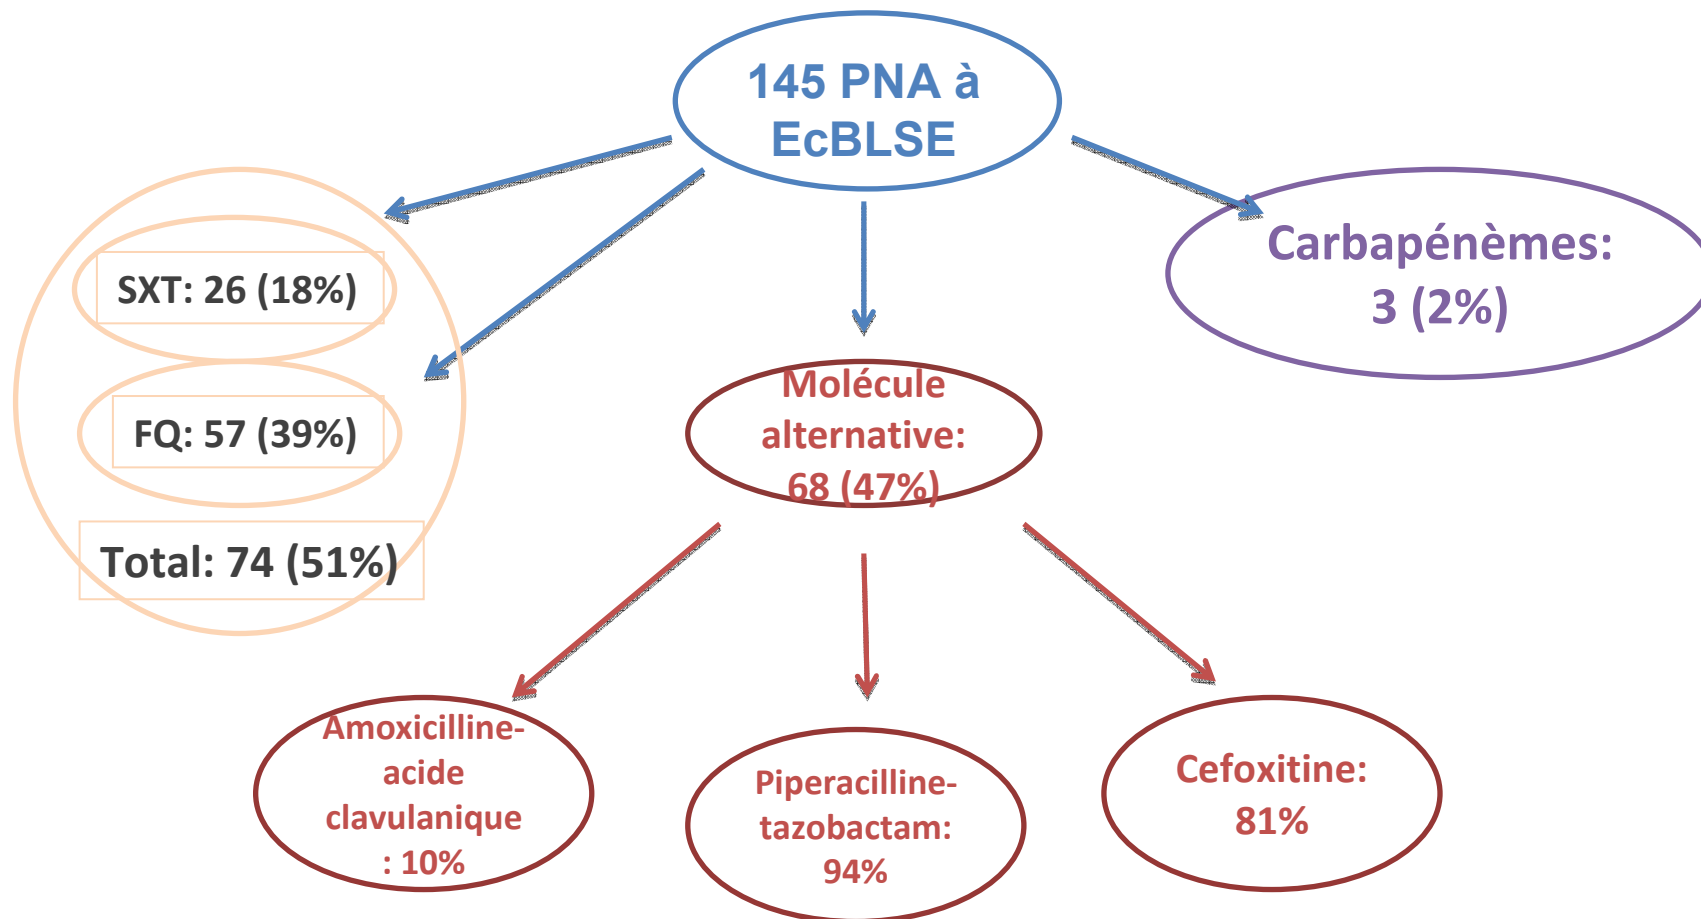 145 PNA à
EcBLSE
SXT: 26 (18%)
FQ: 57 (39%)
Total: 74 (51%)
Carbapénèmes:
3 (2%)
Molécule
alternative:
68 (47%)
Amoxicilline-
acide
clavulanique
: 10%
Piperacilline-
tazobactam:
94%
Cefoxitine:
81%